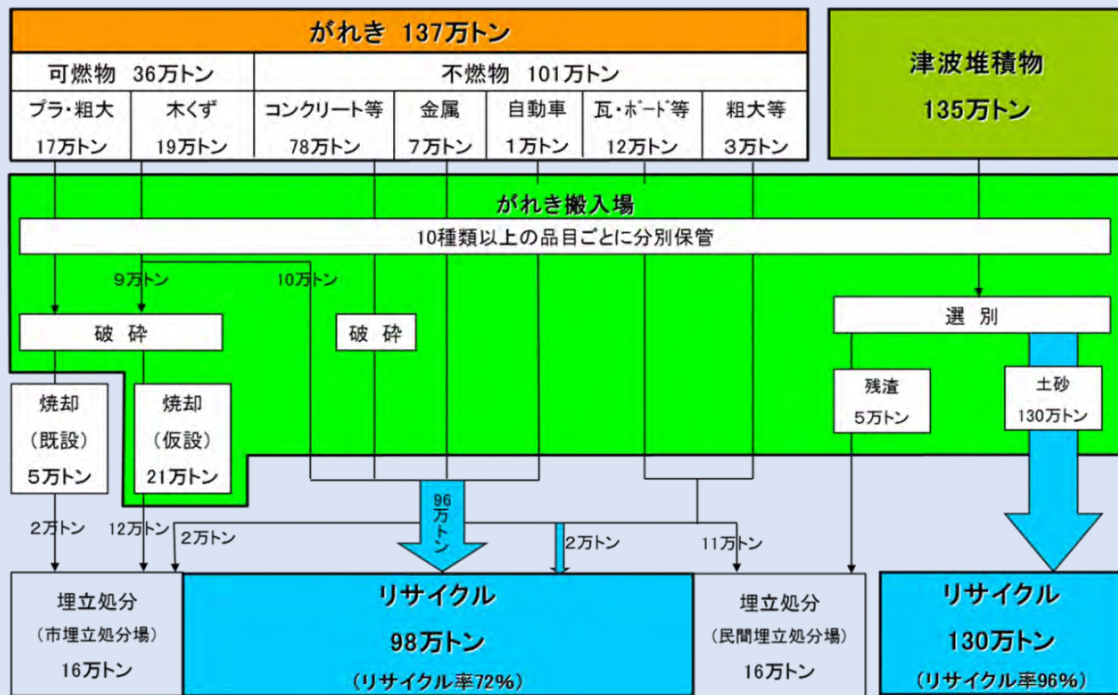 がれき 137万トン
可燃物 36万トン
不燃物 101万トン
プラ・粗大
17万トン
木くず
19万トン
コンクリート等
78万トン
金属
7万トン
自動車
1万トン
瓦・ボード等
12万トン
粗大等
3万トン
津波堆積物
135万トン
がれき搬入場
10種類以上の品目ごとに分別保管
9万トン
10万トン
破 砕
破 砕
選 別
焼却
(既設)
5万トン
焼却
(仮設)
21万トン
残渣
5万トン
土砂
130万トン
2万トン
12万トン
2万トン
96万トン
2万トン
11万トン
埋立処分
(市埋立処分場)
16万トン
リサイクル
98万トン
(リサイクル率72%)
埋立処分
(民間埋立処分場)
16万トン
リサイクル
130万トン
(リサイクル率96%)